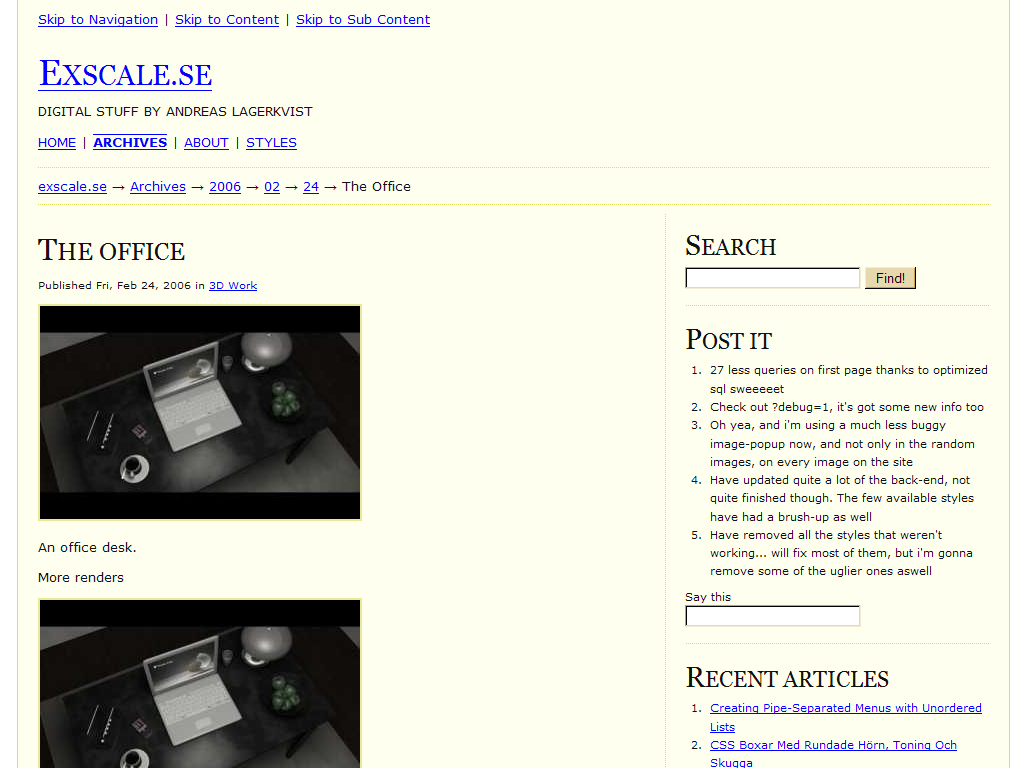 Skip to Navigation | Skip to Content | Skip to Sub Content
EXSCALE.SE
DIGITAL STUFF BY ANDREAS LAGERKVIST
HOME | ARCHIVES | ABOUT | STYLES
exscale.se → Archives → 2006 → 02 → 24 → The Office
THE OFFICE
Published Fri, Feb 24, 2006 in 3D Work
An office desk.
More renders
SEARCH
Find!
POST IT
1. 27 less queries on first page thanks to optimized
sql sweeeeet
2. Check out ?debug=1, it's got some new info too
3. Oh yea, and i'm using a much less buggy
image-popup now, and not only in the random
images, on every image on the site
4. Have updated quite a lot of the back-end, not
quite finished though. The few available styles
have had a brush-up as well
5. Have removed all the styles that weren't
working... will fix most of them, but i'm gonna
remove some of the uglier ones aswell
Say this
RECENT ARTICLES
1. Creating Pipe-Separated Menus with Unordered
Lists
2. CSS Boxar Med Rundade Hörn, Toning Och
Skugga